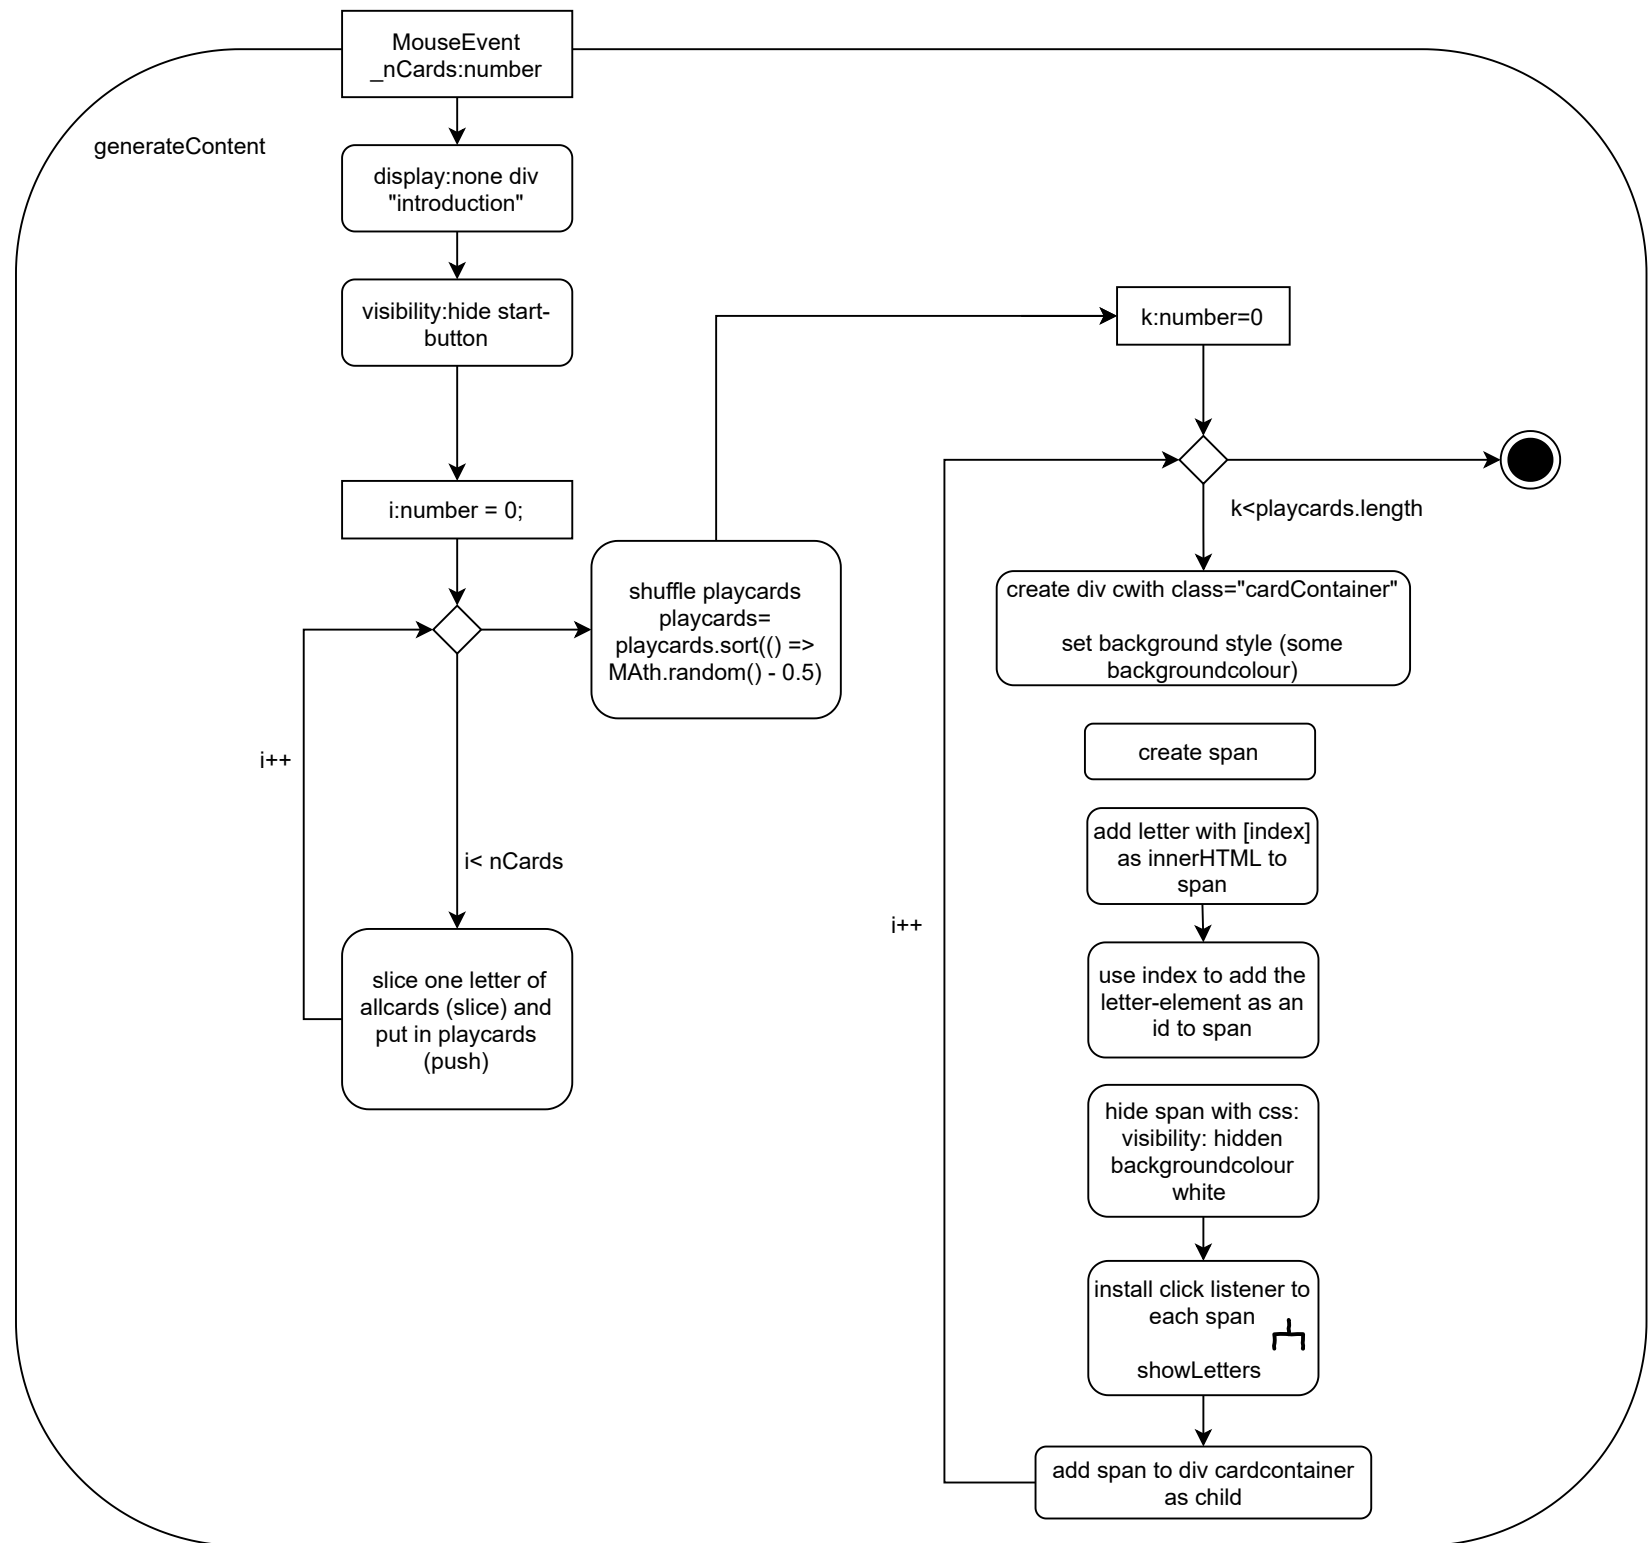 MouseEvent
_nCards:number
generateContent
display:none div
"introduction"
visibility:hide start-
button
i:number = 0;
i++
i< nCards
slice one letter of
allcards (slice) and
put in playcards
(push)
shuffle playcards
playcards=
playcards.sort(() =>
MAth.random() - 0.5)
k:number=0
k<playcards.length
create div cwith class="cardContainer"
set background style (some
backgroundcolour)
create span
add letter with [index]
as innerHTML to
span
i++
use index to add the
letter-element as an
id to span
hide span with css:
visibility: hidden
backgroundcolour
white
install click listener to
each span
showLetters
add span to div cardcontainer
as child